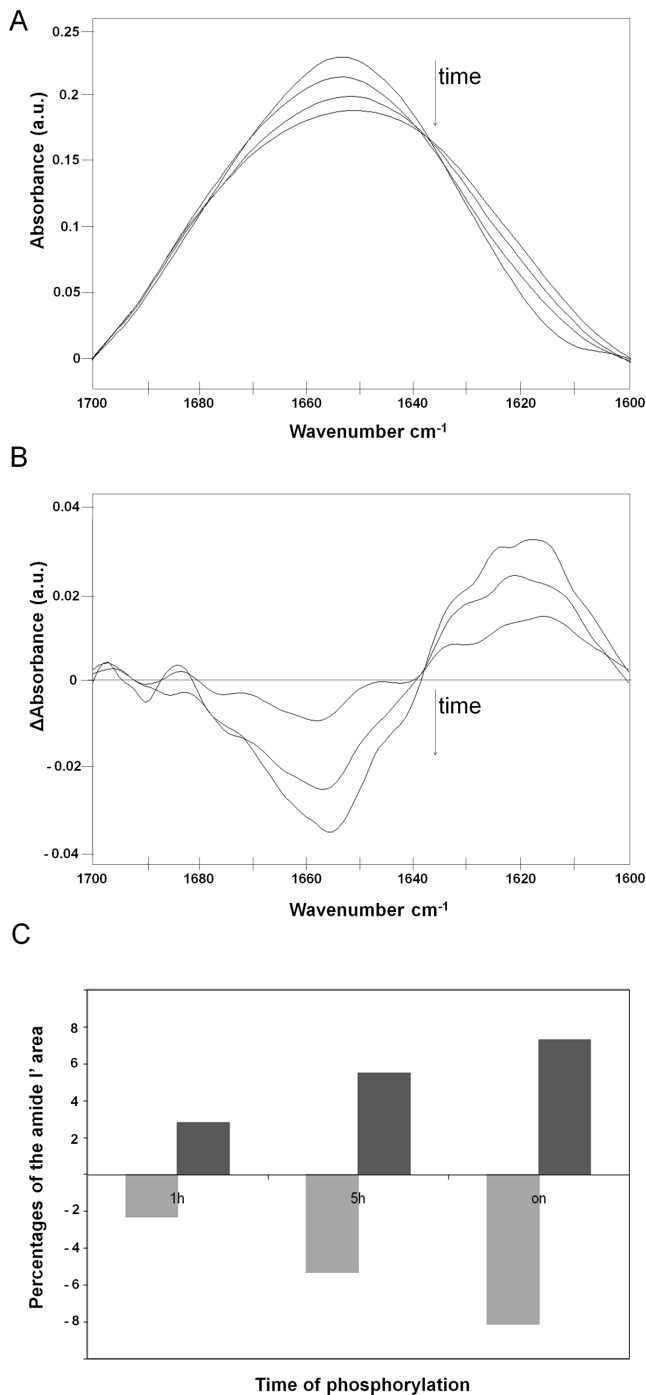 A
0.25
0.2
0.15
0.1
0.05
0
Absorbance (a.u.)
time
1700
1680
1660
1640
1620
1600
Wavenumber cm-1
B
0.04
0.02
0
- 0.02
- 0.04
ΔAbsorbance (a.u.)
time
1700
1680
1660
1640
1620
1600
Wavenumber cm-1
C
8
6
4
2
- 2
- 4
- 6
- 8
Percentages of the amide I' area
1h
5h
on
Time of phosphorylation